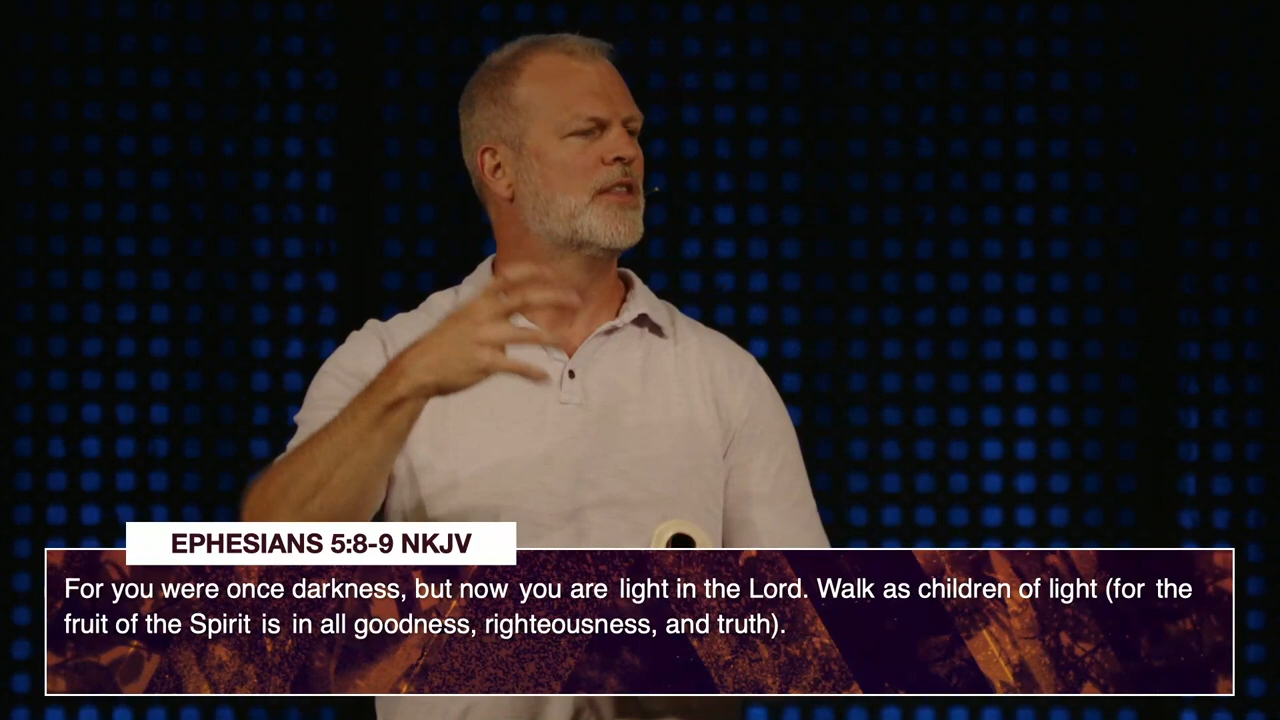 EPHESIANS 5:8-9 NKJV
For you were once darkness, but now you are light in the Lord. Walk as children of light (for the
fruit of the Spirit is in all goodness, righteousness, and truth).